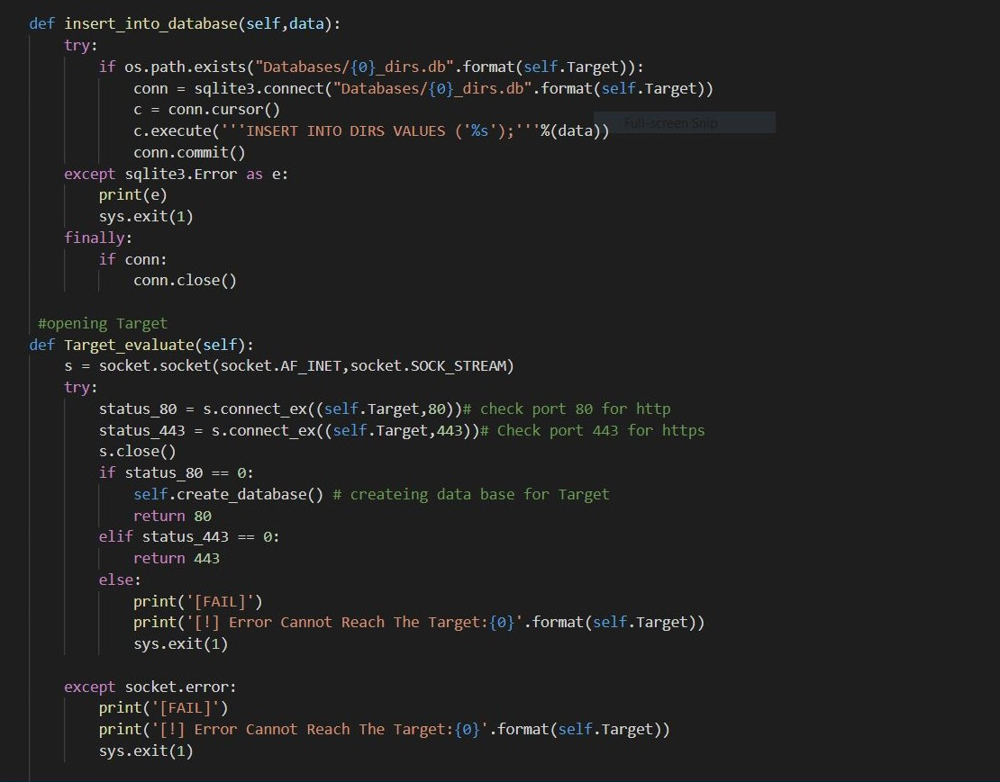 def insert_into_database(self,data):
    try:
        if os.path.exists("Databases/{0}_dirs.db".format(self.Target)):
            conn = sqlite3.connect("Databases/{0}_dirs.db".format(self.Target))
            c = conn.cursor()
            c.execute('''INSERT INTO DIRS VALUES ('%s');'''%(data))
Full-screen Snip
            conn.commit()
    except sqlite3.Error as e:
        print(e)
        sys.exit(1)
    finally:
        if conn:
            conn.close()

 #opening Target
def Target_evaluate(self):
    s = socket.socket(socket.AF_INET,socket.SOCK_STREAM)
    try:
        status_80 = s.connect_ex((self.Target,80))# check port 80 for http
        status_443 = s.connect_ex((self.Target,443))# Check port 443 for https
        s.close()
        if status_80 == 0:
            self.create_database() # createing data base for Target
            return 80
        elif status_443 == 0:
            return 443
        else:
            print('[FAIL]')
            print('[!] Error Cannot Reach The Target:{0}'.format(self.Target))
            sys.exit(1)

    except socket.error:
        print('[FAIL]')
        print('[!] Error Cannot Reach The Target:{0}'.format(self.Target))
        sys.exit(1)